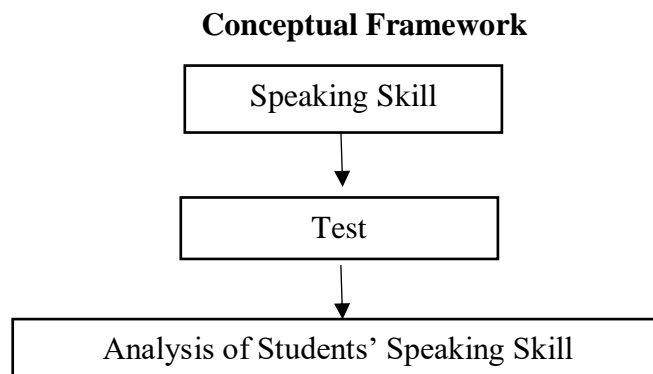 Conceptual Framework
Speaking Skill
Test
Analysis of Students’ Speaking Skill